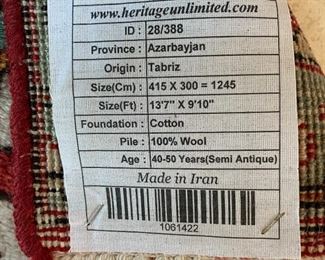 www.heritageunlimited.com
ID : 28/388
Province : Azarbayjan
Origin : Tabriz
Size(Cm) : 415 X 300 = 1245
Size(Ft) : 13'7" X 9'10"
Foundation : Cotton
Pile : 100% Wool
Age : 40-50 Years(Semi Antique)
Made in Iran
1061422